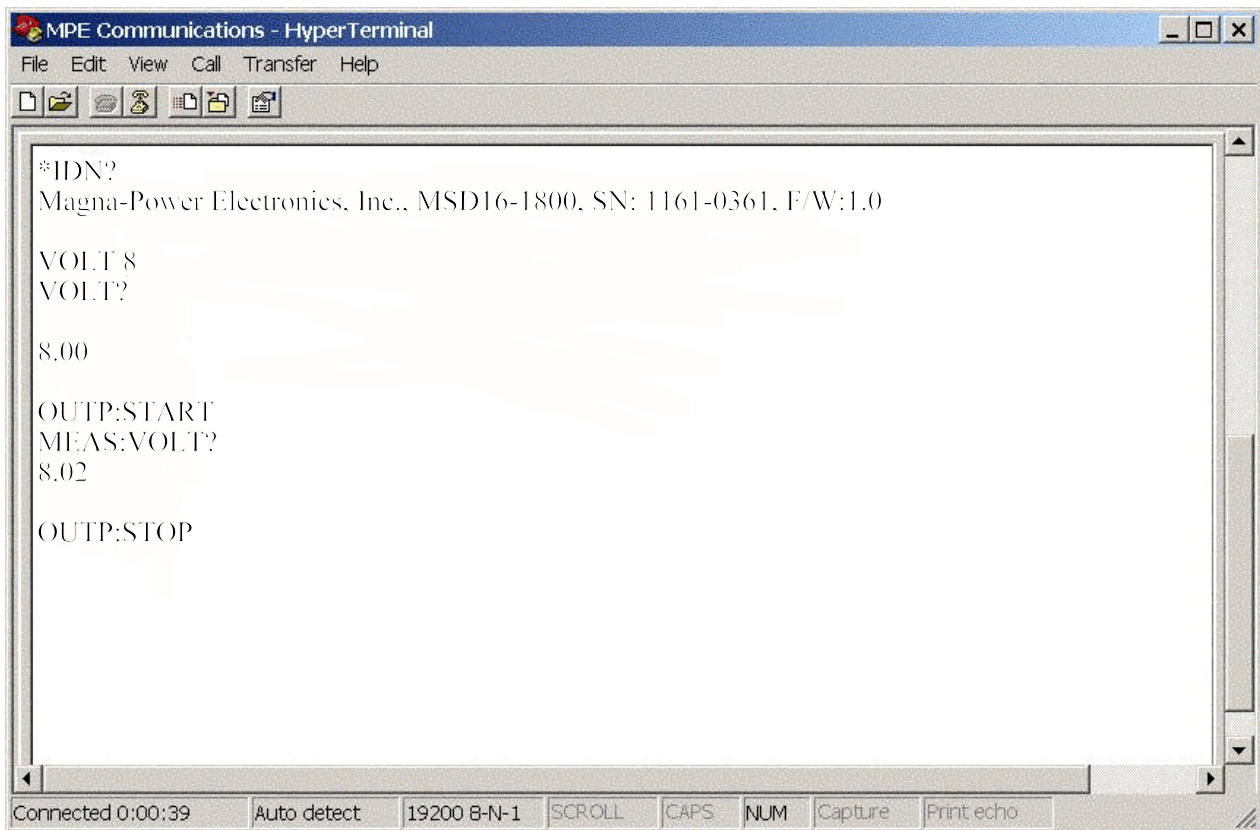 MPE Communications - HyperTerminal
File Edit View Call Transfer Help
*IDN?
Magna-Power Electronics, Inc., MSD16-1800, SN: 1161-0361, F/W:1.0
VOLT 8
VOLT?
8.00
OUTP:START
MEAS:VOLT?
8.02
OUTP:STOP
Connected 0:00:39 Auto detect 19200 8-N-1 SCROLL CAPS NUM Capture Print echo